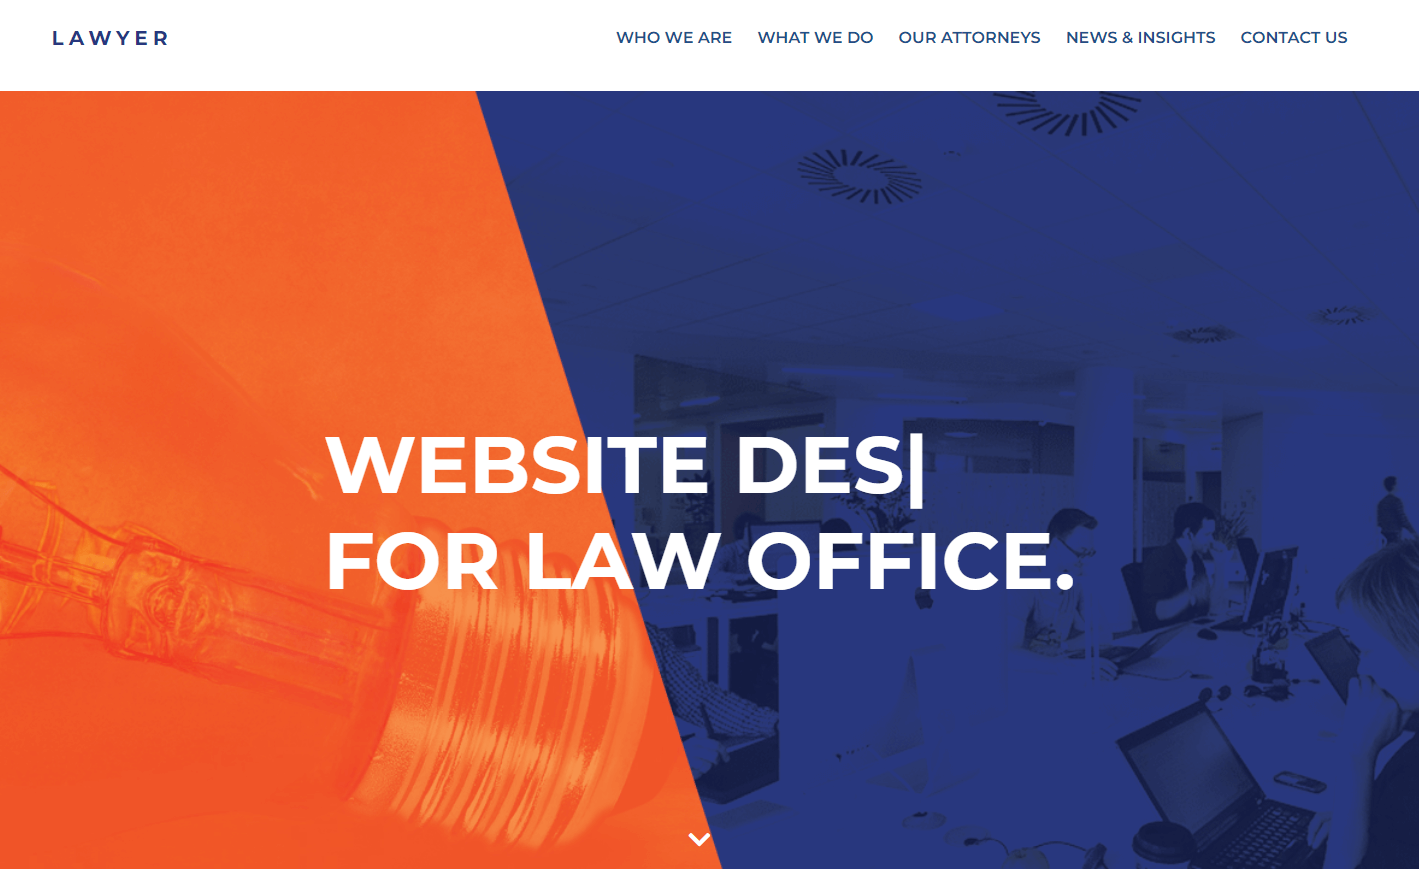 LAWYER
WHO WE ARE WHAT WE DO OUR ATTORNEYS NEWS & INSIGHTS CONTACT US
WEBSITE DES|
FOR LAW OFFICE.